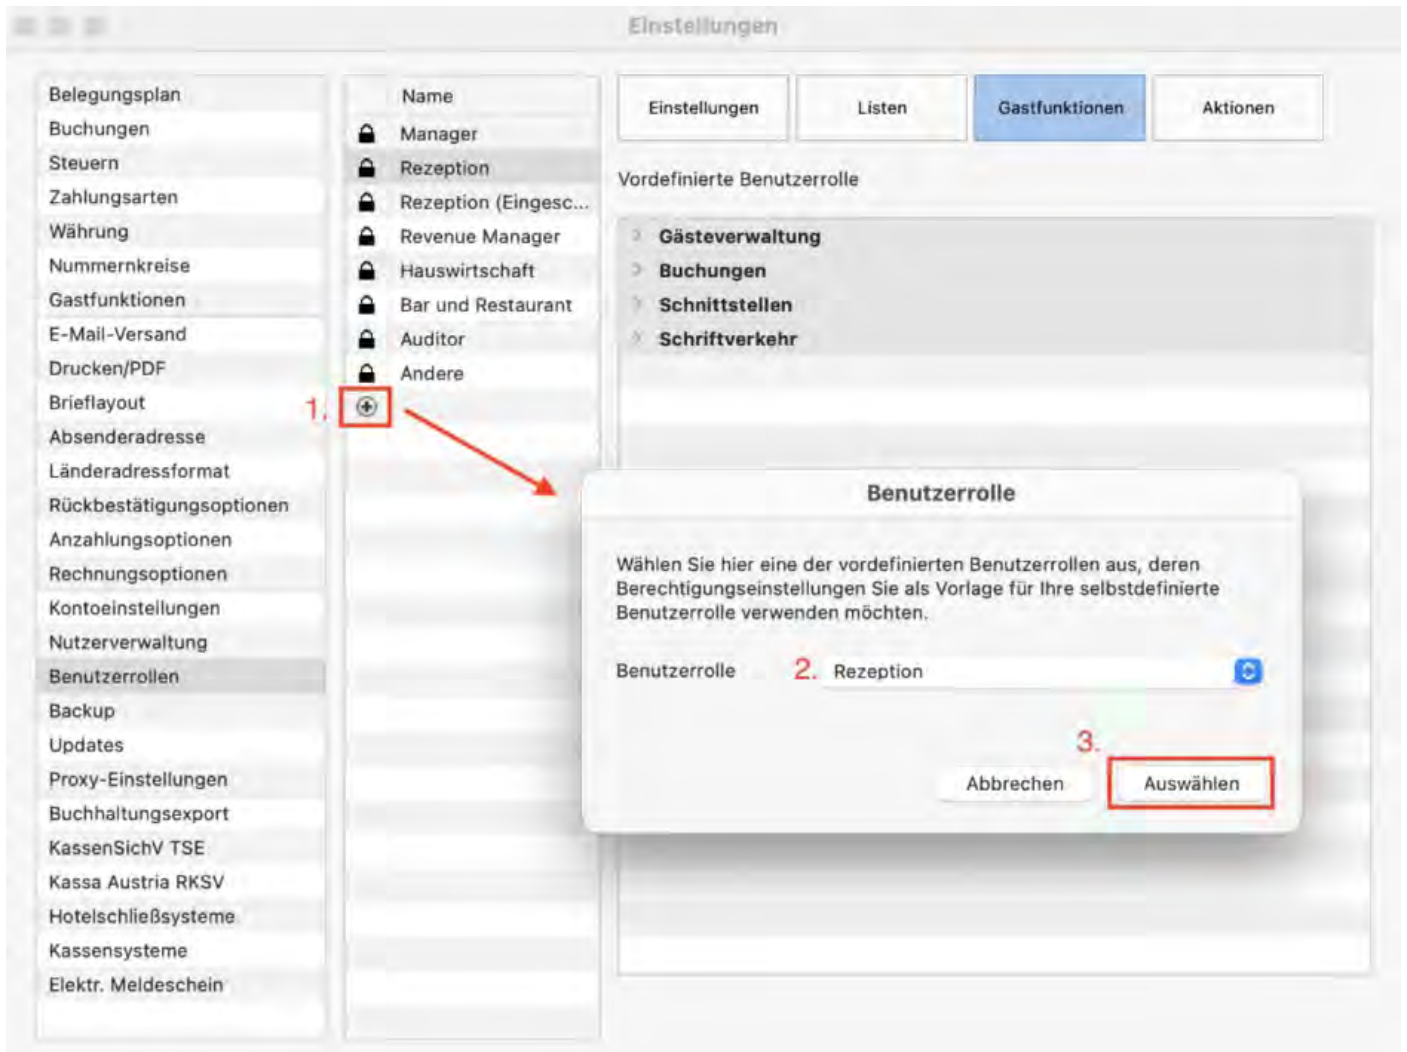 Einstellungen
Belegungsplan
Buchungen
Steuern
Zahlungsarten
Währung
Nummernkreise
Gastfunktionen
E-Mail-Versand
Drucken/PDF
Brieflayout
Absenderadresse
Länderadressformat
Rückbestätigungsoptionen
Anzahlungsoptionen
Rechnungsoptionen
Kontoeinstellungen
Nutzerverwaltung
Benutzerrollen
Backup
Updates
Proxy-Einstellungen
Buchhaltungsexport
KassenSichV TSE
Kassa Austria RKSV
Hotelschließsysteme
Kassensysteme
Elektr. Meldeschein
Name
Manager
Rezeption
Rezeption (Eingesc...
Revenue Manager
Hauswirtschaft
Bar und Restaurant
Auditor
Andere
1.
Einstellungen
Listen
Gastfunktionen
Aktionen
Vordefinierte Benutzerrolle
Gästeverwaltung
Buchungen
Schnittstellen
Schriftverkehr
Benutzerrolle
Wählen Sie hier eine der vordefinierten Benutzerrollen aus, deren
Berechtigungseinstellungen Sie als Vorlage für Ihre selbstdefinierte
Benutzerrolle verwenden möchten.
Benutzerrolle 2. Rezeption
3.
Abbrechen Auswählen